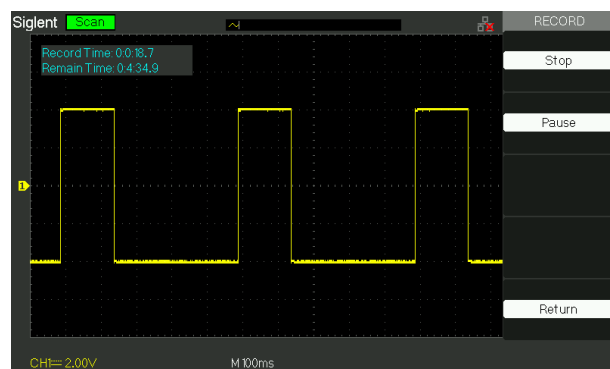 Siglent Scan RECORD
Record Time: 0:0:18.7
Remain Time: 0:4:34.9
Stop
Pause
1
Return
CH1 2.00V M 100ms